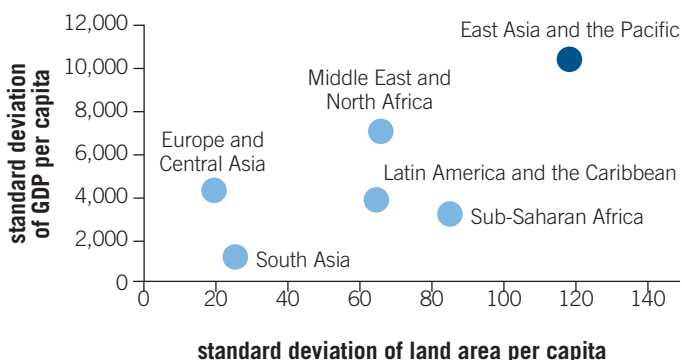 12,000
10,000
8,000
6,000
4,000
2,000
0
standard deviation
of GDP per capita
East Asia and the Pacific
Middle East and
North Africa
Europe and
Central Asia
Latin America and the Caribbean
Sub-Saharan Africa
South Asia
0 20 40 60 80 100 120 140
standard deviation of land area per capita